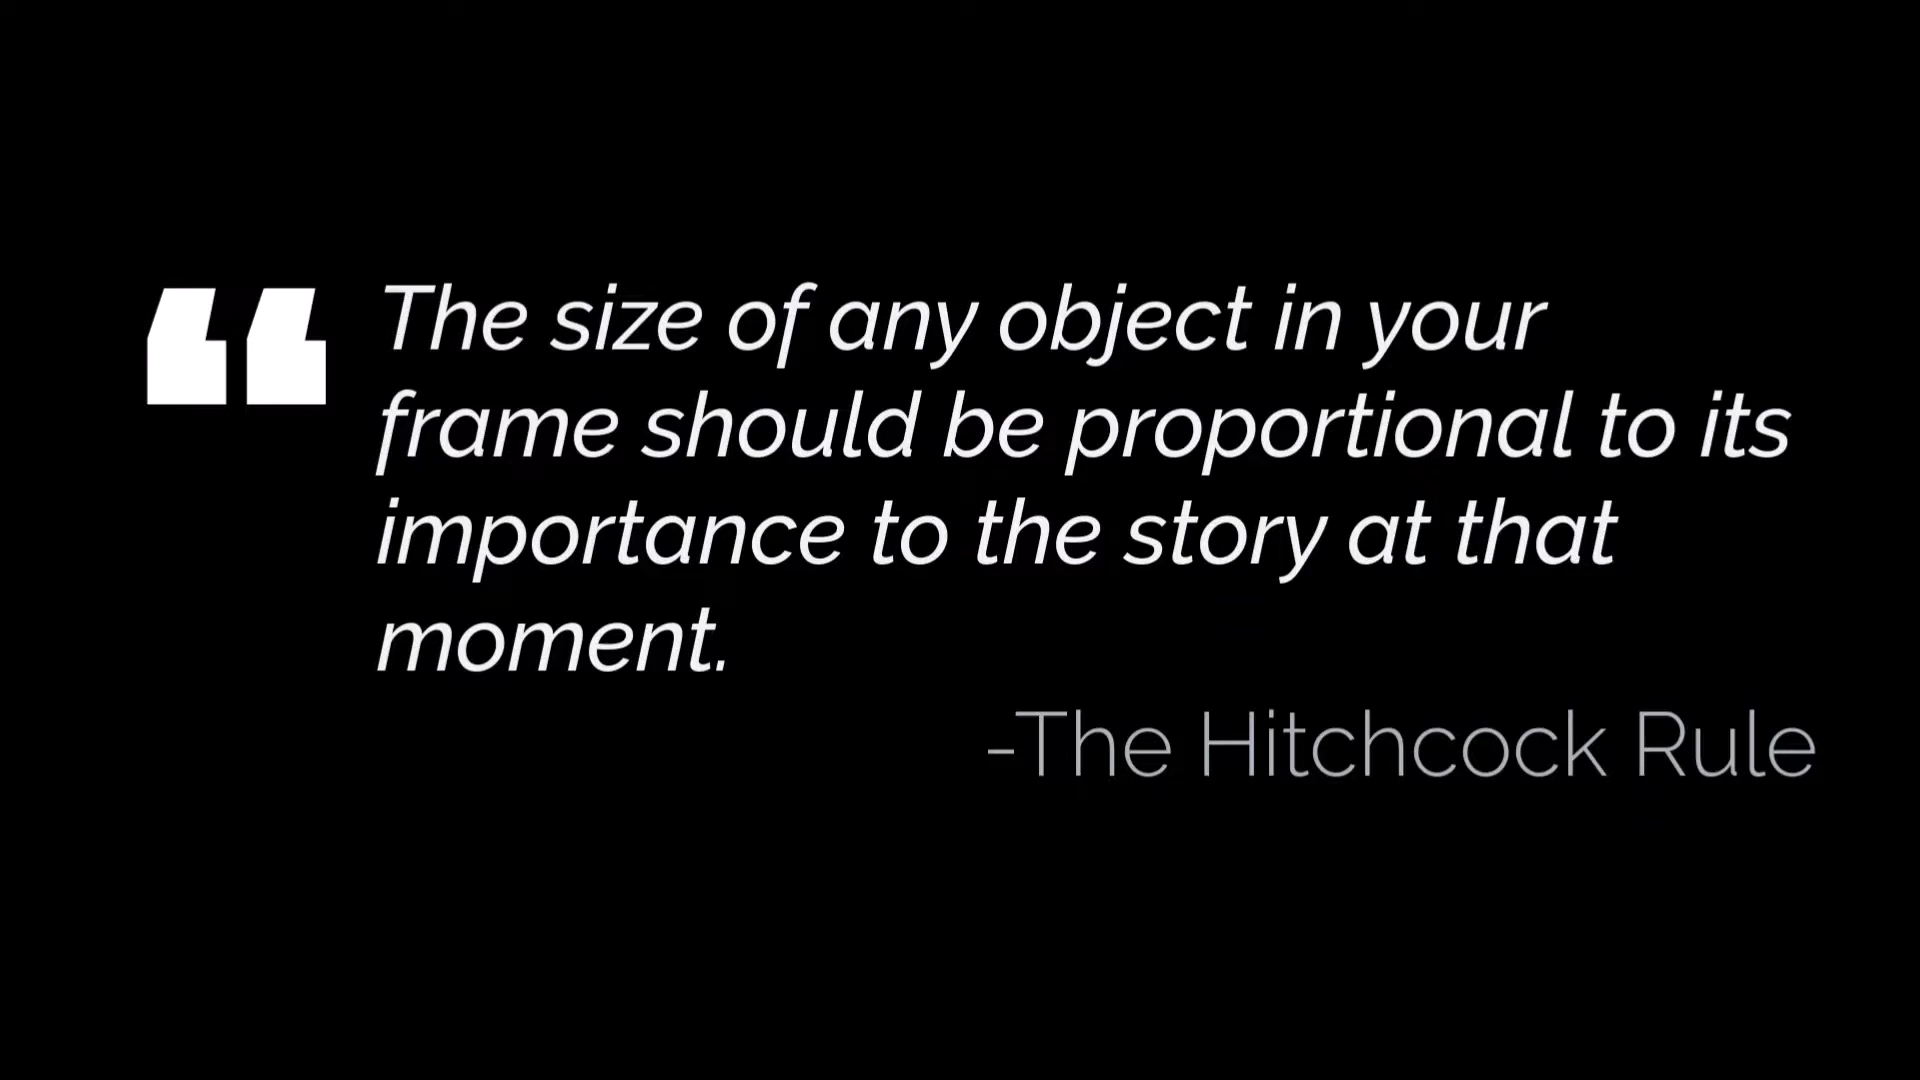 “The size of any object in your
frame should be proportional to its
importance to the story at that
moment.
-The Hitchcock Rule